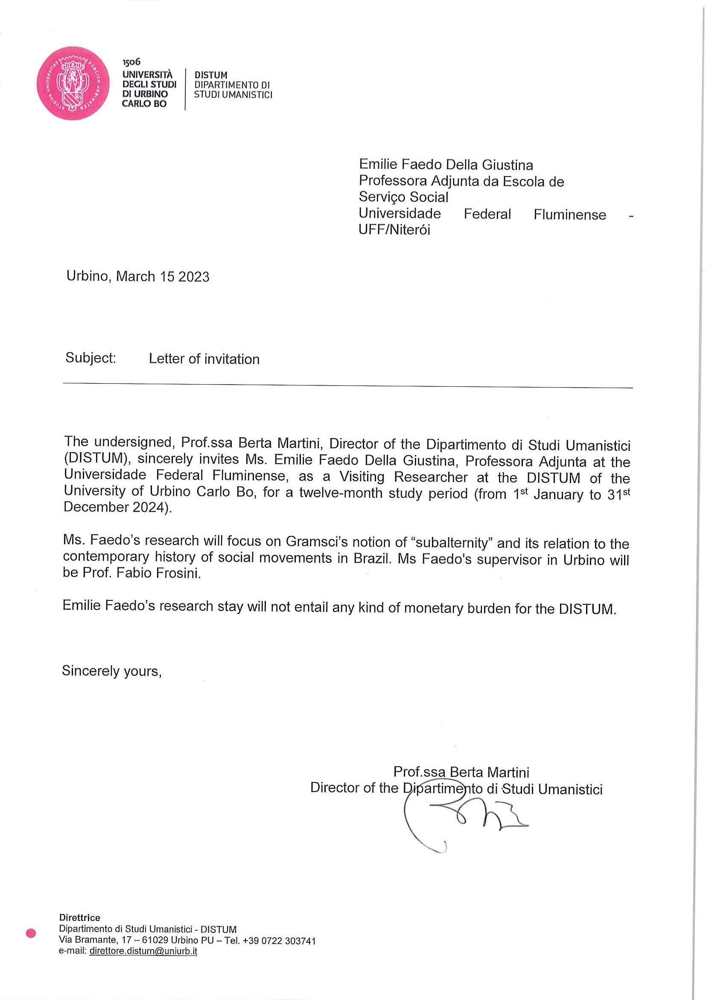 1506
UNIVERSITÀ
DEGLI STUDI
DI URBINO
CARLO BO
DISTUM
DIPARTIMENTO DI
STUDI UMANISTICI
Emilie Faedo Della Giustina
Professora Adjunta da Escola de
Serviço Social
Universidade Federal Fluminense -
UFF/Niterói
Urbino, March 15 2023
Subject: Letter of invitation
The undersigned, Prof.ssa Berta Martini, Director of the Dipartimento di Studi Umanistici
(DISTUM), sincerely invites Ms. Emilie Faedo Della Giustina, Professora Adjunta at the
Universidade Federal Fluminense, as a Visiting Researcher at the DISTUM of the
University of Urbino Carlo Bo, for a twelve-month study period (from 1st January to 31st
December 2024).
Ms. Faedo’s research will focus on Gramsci’s notion of “subalternity” and its relation to the
contemporary history of social movements in Brazil. Ms Faedo's supervisor in Urbino will
be Prof. Fabio Frosini.
Emilie Faedo’s research stay will not entail any kind of monetary burden for the DISTUM.
Sincerely yours,
Prof.ssa Berta Martini
Director of the Dipartimento di Studi Umanistici
Direttrice
Dipartimento di Studi Umanistici - DISTUM
Via Bramante, 17 – 61029 Urbino PU – Tel. +39 0722 303741
e-mail: direttore.distum@uniurb.it